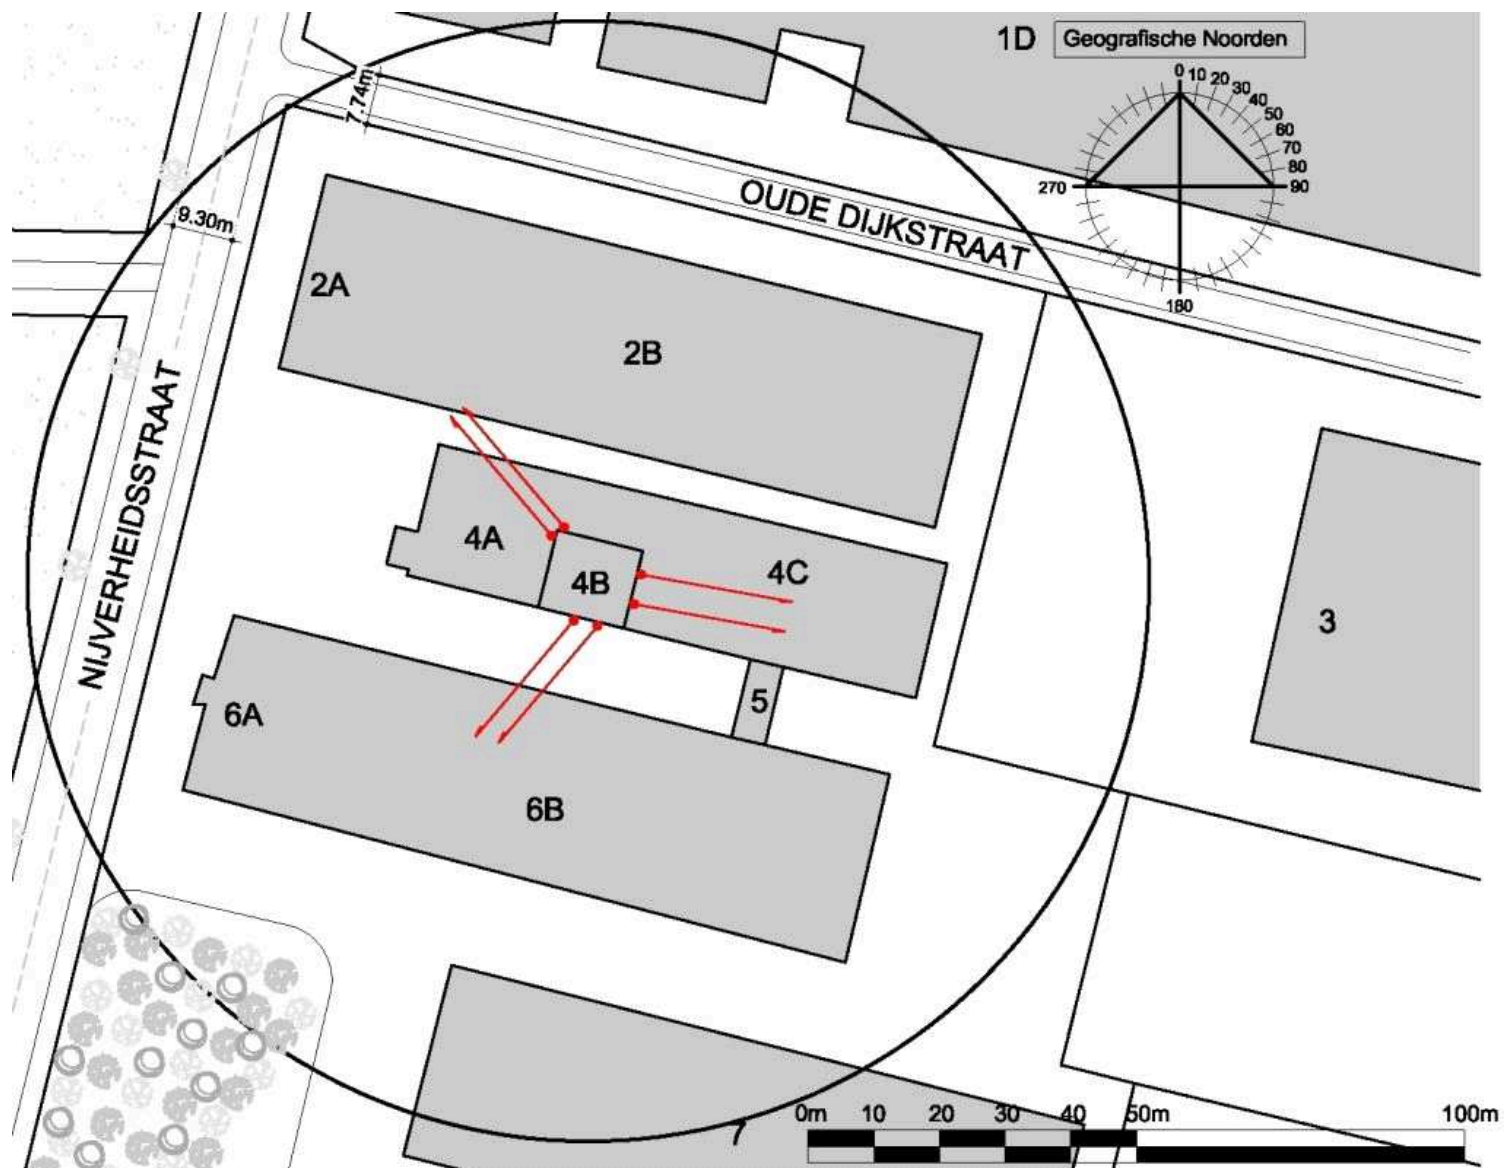 1D
Geografische Noorden
0 10 20 30 40 50 60 70 80 90
270
180
7.74m
9.30m
OUDE DIJKSTRAAT
NIJVERHEIDSSTRAAT
2A
2B
4A
4B
4C
3
5
6A
6B
7
0m 10 20 30 40 50m 100m